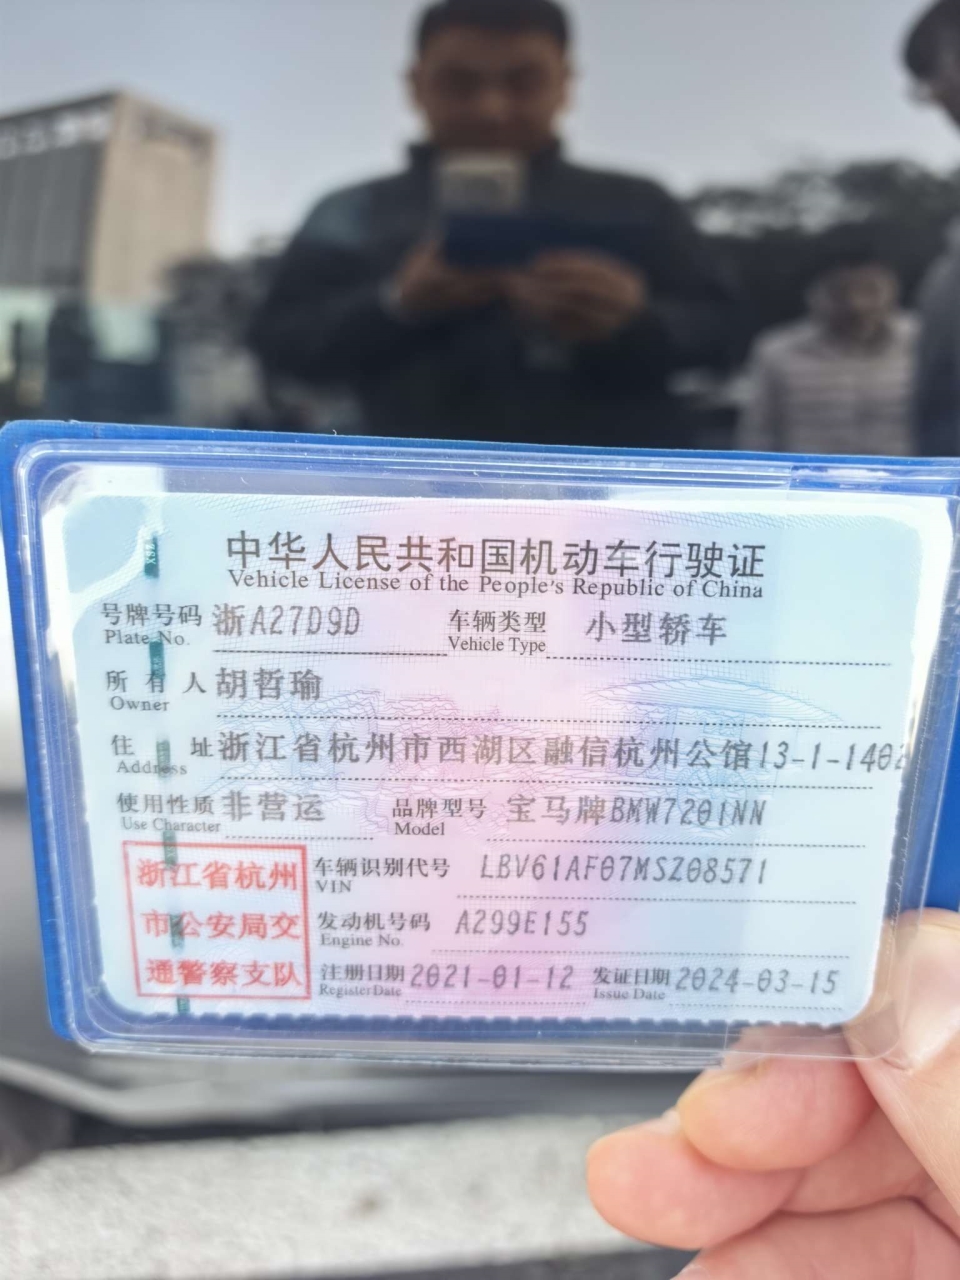 中华人民共和国机动车行驶证
Vehicle License of the People's Republic of China
号牌号码 浙A27D9D 车辆类型 小型轿车
Plate No. Vehicle Type
所有人 胡哲瑜
Owner
住址 浙江省杭州市西湖区融信杭州公馆13-1-1402
Address
使用性质 非营运 品牌型号 宝马牌BMW7201NN
Use Character Model
浙江省杭州 车辆识别代号 LBV61AF07MSZ08571
VIN
市公安局交 发动机号码 A299E155
Engine No.
通警察支队 注册日期 2021-01-12 发证日期 2024-03-15
Register Date Issue Date